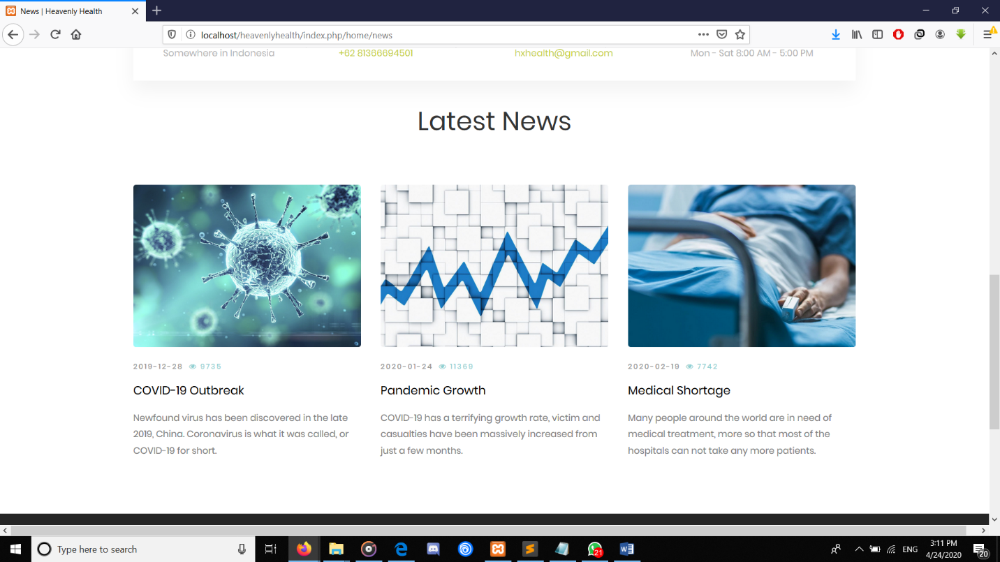 News | Heavenly Health
localhost/heavenlyhealth/index.php/home/news
Somewhere in Indonesia
+62 81366694501
hxhealth@gmail.com
Mon - Sat 8:00 AM - 5:00 PM
Latest News
2019-12-28 9735
COVID-19 Outbreak
Newfound virus has been discovered in the late
2019, China. Coronavirus is what it was called, or
COVID-19 for short.
2020-01-24 11369
Pandemic Growth
COVID-19 has a terrifying growth rate, victim and
casualties have been massively increased from
just a few months.
2020-02-19 7742
Medical Shortage
Many people around the world are in need of
medical treatment, more so that most of the
hospitals can not take any more patients.
Type here to search
21
ENG
3:11 PM
4/24/2020
20